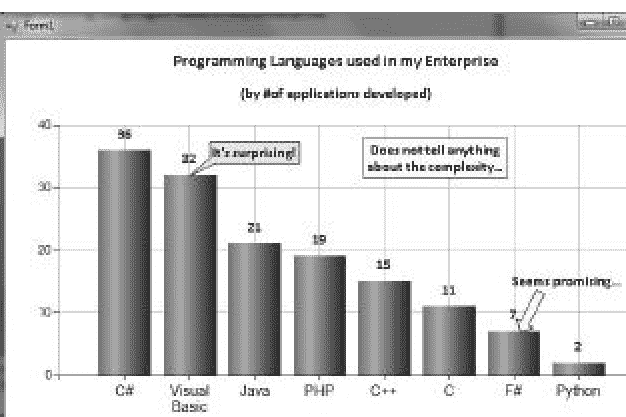 Form1
Programming Languages used in my Enterprise
(by #of applications developed)
40
36
It's surprising!
Does not tell anything
about the complexity...
32
30
21
19
20
15
Seems promising...
11
7
10
2
0
C#
Visual
Basic
Java
PHP
C++
C
F#
Python